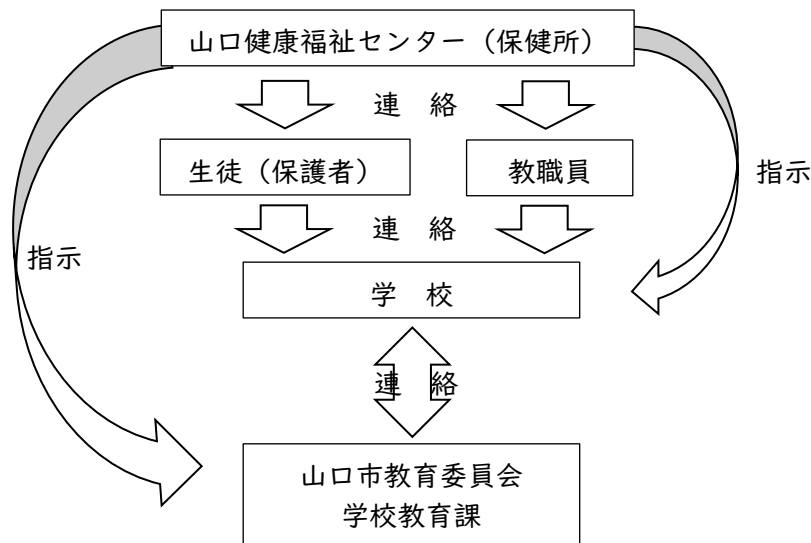 山口健康福祉センター（保健所）
連　絡
生徒（保護者）
教職員
指示
連　絡
指示
学　校
連　絡
山口市教育委員会
学校教育課